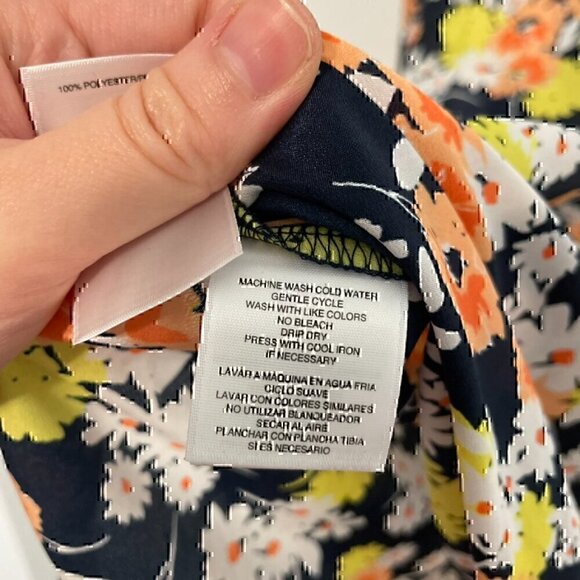 100% POLYESTER/
MACHINE WASH COLD WATER
GENTLE CYCLE
WASH WITH LIKE COLORS
NO BLEACH
DRIP DRY
PRESS WITH COOL IRON
IF NECESSARY
LAVAR A MÁQUINA EN AGUA FRIA
CICLO SUAVE
LAVAR CON COLORES SIMILARES
NO UTILIZAR BLANQUEADOR
SECAR AL AIRE
PLANCHAR CON PLANCHA TIBIA
SI ES NECESARIO